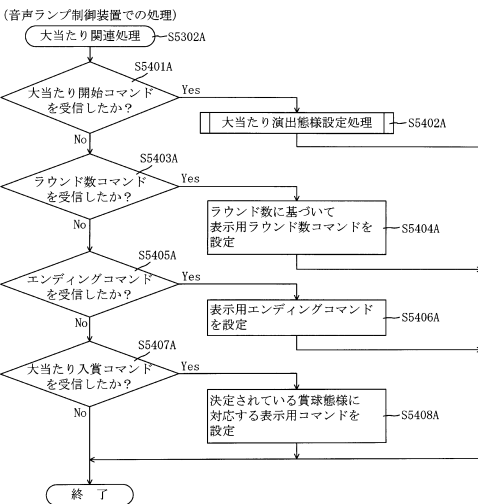 (音声ランプ制御装置での処理)
大当たり関連処理
S5302A
S5401A
大当たり開始コマンド
を受信したか?
Yes
大当たり演出態様設定処理
S5402A
No
S5403A
ラウンド数コマンド
を受信したか?
Yes
ラウンド数に基づいて
表示用ラウンド数コマンドを
設定
S5404A
No
S5405A
エンディングコマンド
を受信したか?
Yes
表示用エンディングコマンド
を設定
S5406A
No
S5407A
大当たり入賞コマンド
を受信したか?
Yes
決定されている賞球態様に
対応する表示用コマンドを
設定
S5408A
No
終 了